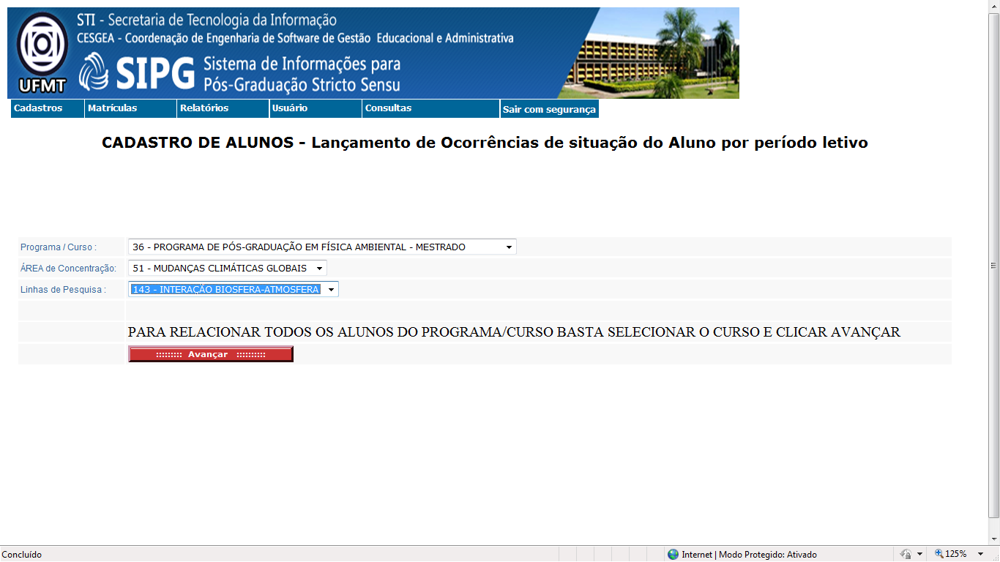 STI - Secretaria de Tecnologia da Informação
CESGEA - Coordenação de Engenharia de Software de Gestão Educacional e Administrativa
UFMT
SIPG
Sistema de Informações para
Pós-Graduação Stricto Sensu
Cadastros Matrículas Relatórios Usuário Consultas Sair com segurança
CADASTRO DE ALUNOS - Lançamento de Ocorrências de situação do Aluno por período letivo
Programa / Curso : 36 - PROGRAMA DE PÓS-GRADUAÇÃO EM FÍSICA AMBIENTAL - MESTRADO
ÁREA de Concentração: 51 - MUDANÇAS CLIMÁTICAS GLOBAIS
Linhas de Pesquisa : 143 - INTERAÇÃO BIOSFERA-ATMOSFERA
PARA RELACIONAR TODOS OS ALUNOS DO PROGRAMA/CURSO BASTA SELECIONAR O CURSO E CLICAR AVANÇAR
::::::::: Avançar ::::::::::
Concluído Internet | Modo Protegido: Ativado 125%